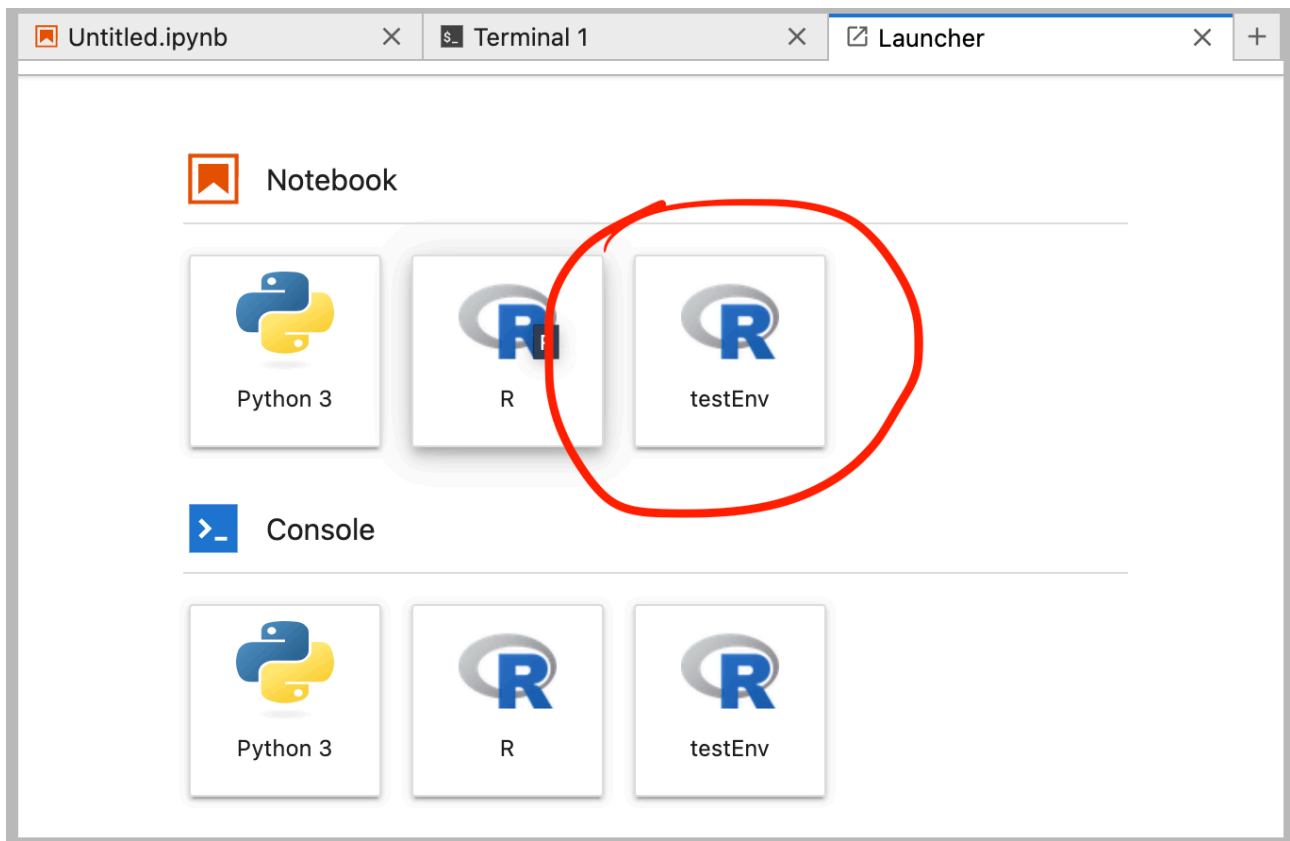 Untitled.ipynb
$_ Terminal 1
Launcher
Notebook
Python 3
R
testEnv
Console
Python 3
R
testEnv